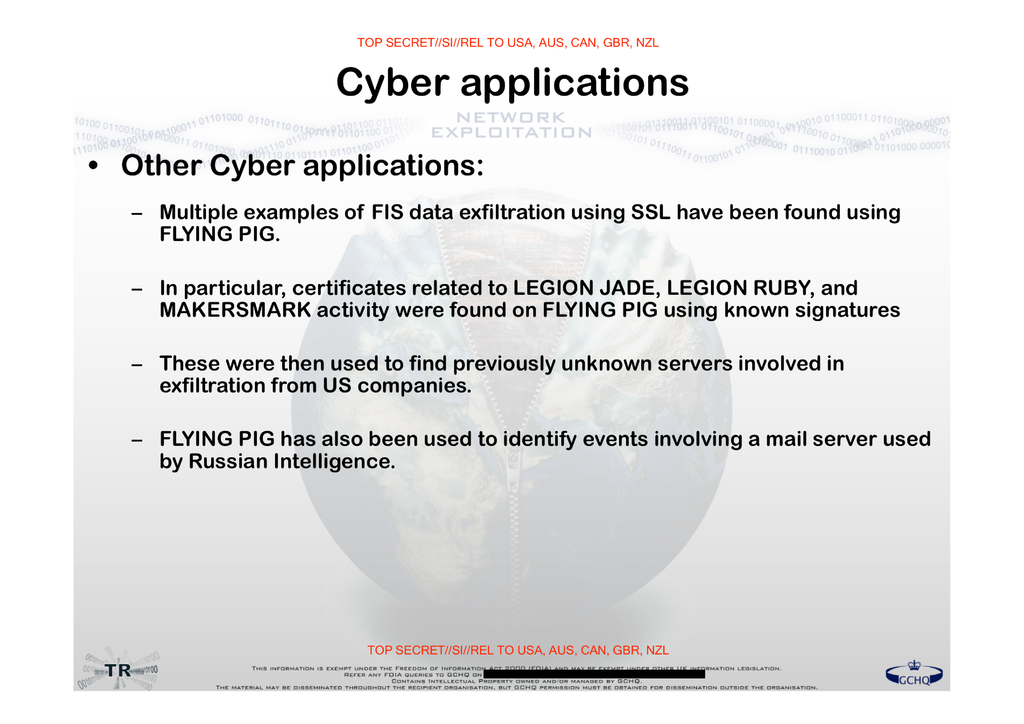 TOP SECRET//SI//REL TO USA, AUS, CAN, GBR, NZL
Cyber applications
NETWORK
EXPLOITATION
• Other Cyber applications:
– Multiple examples of FIS data exfiltration using SSL have been found using
FLYING PIG.
– In particular, certificates related to LEGION JADE, LEGION RUBY, and
MAKERSMARK activity were found on FLYING PIG using known signatures
– These were then used to find previously unknown servers involved in
exfiltration from US companies.
– FLYING PIG has also been used to identify events involving a mail server used
by Russian Intelligence.
TOP SECRET//SI//REL TO USA, AUS, CAN, GBR, NZL
TR
This information is exempt under the Freedom of Information Act 2000 (FOIA) and may be exempt under other UK information legislation.
Refer any FOIA queries to GCHQ on
Contains Intellectual Property owned and/or managed by GCHQ.
The material may be disseminated throughout the recipient organisation, but GCHQ permission must be obtained for dissemination outside the organisation.
GCHQ